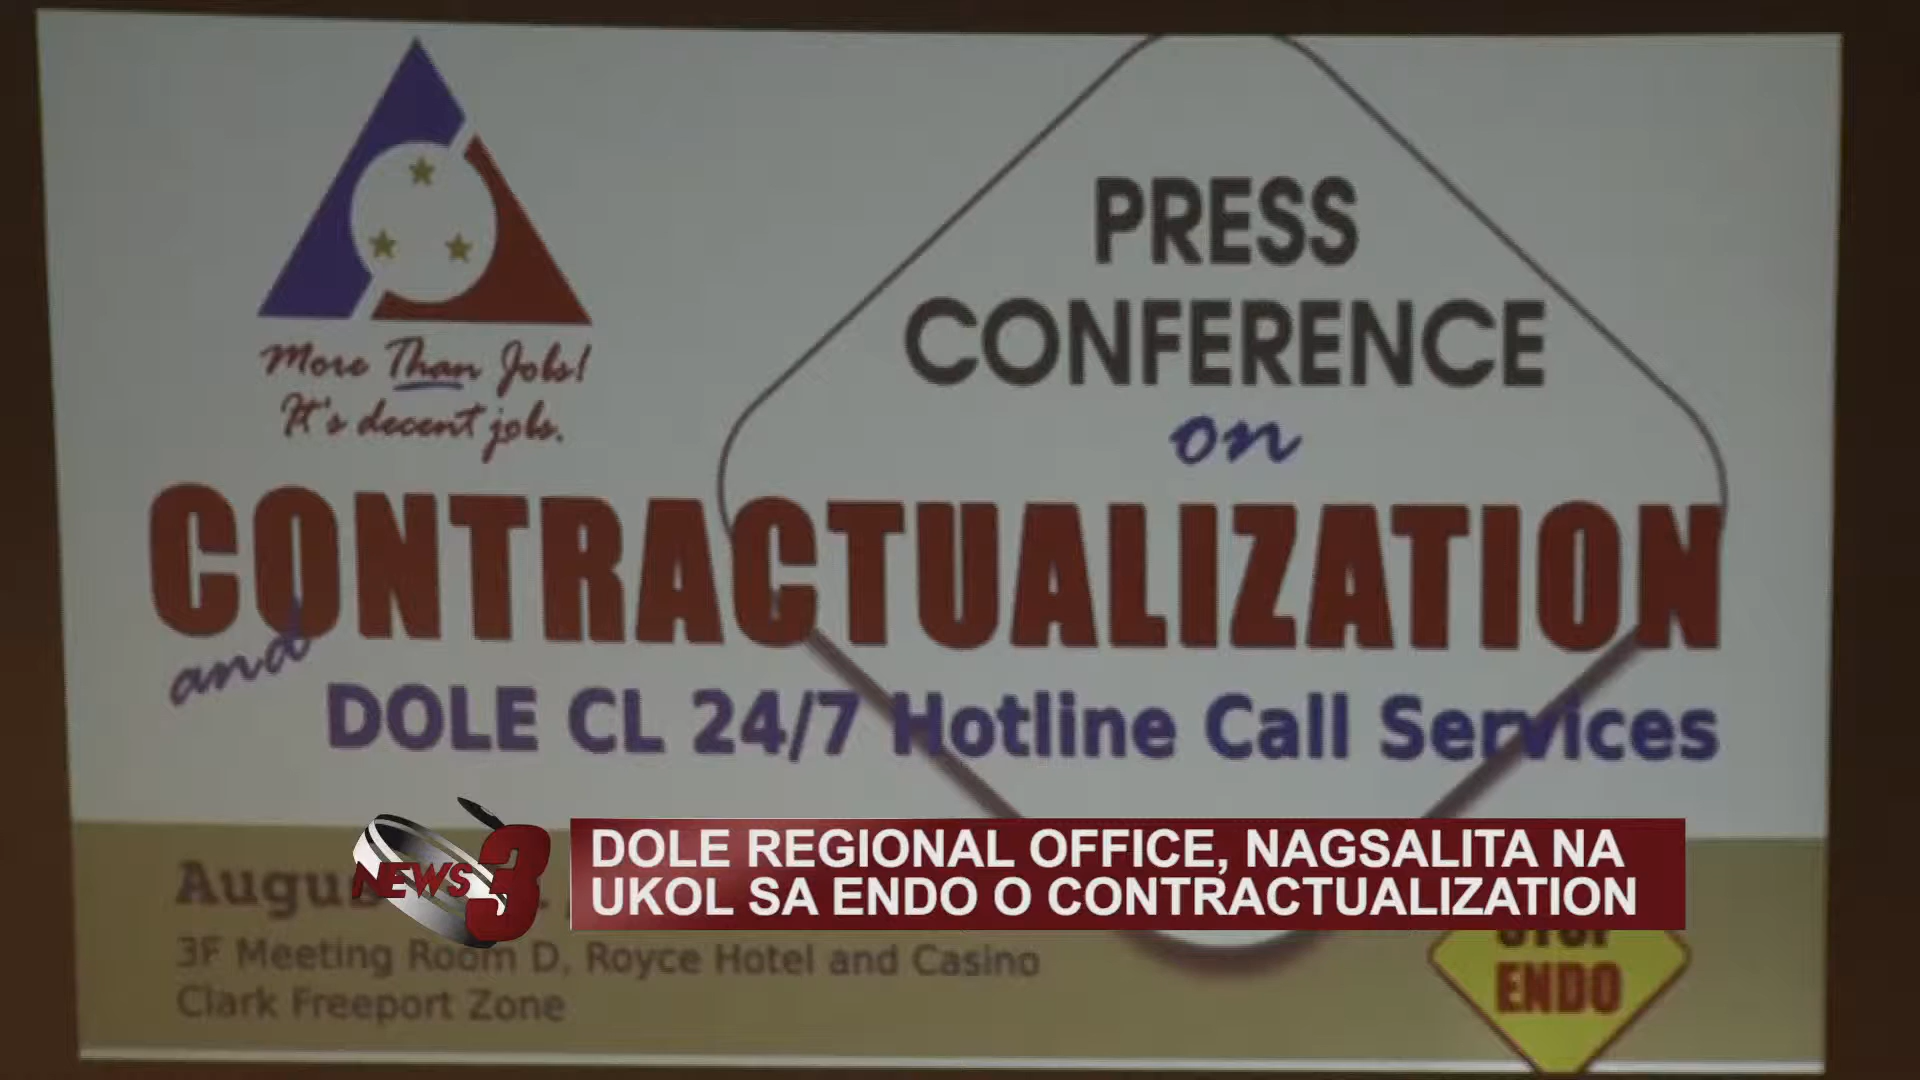 More Than Jobs!
It's decent jobs.
PRESS
CONFERENCE
on
CONTRACTUALIZATION
and
DOLE CL 24/7 Hotline Call Services
3F Meeting Room D, Royce Hotel and Casino
Clark Freeport Zone
NEWS 3
DOLE REGIONAL OFFICE, NAGSALITA NA
UKOL SA ENDO O CONTRACTUALIZATION
STOP
ENDO